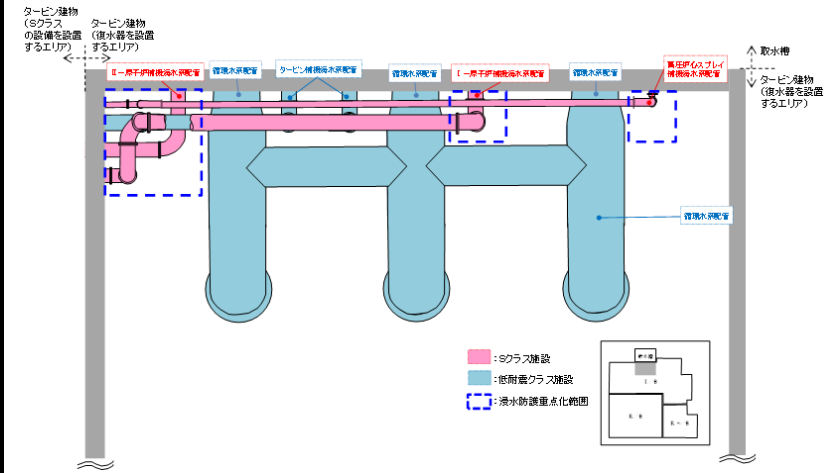 タービン建物
（Sクラス
の設備を設置
するエリア）
タービン建物
（復水器を設置
するエリア）
Ⅱ－原子炉補機海水系配管
循環水系配管
タービン補機海水系配管
循環水系配管
Ⅰ－原子炉補機海水系配管
循環水系配管
高圧炉心スプレイ
補機海水系配管
取水槽
タービン建物
（復水器を設置
するエリア）
循環水系配管
：Sクラス施設
：低耐震クラス施設
：浸水防護重点化範囲
取水槽